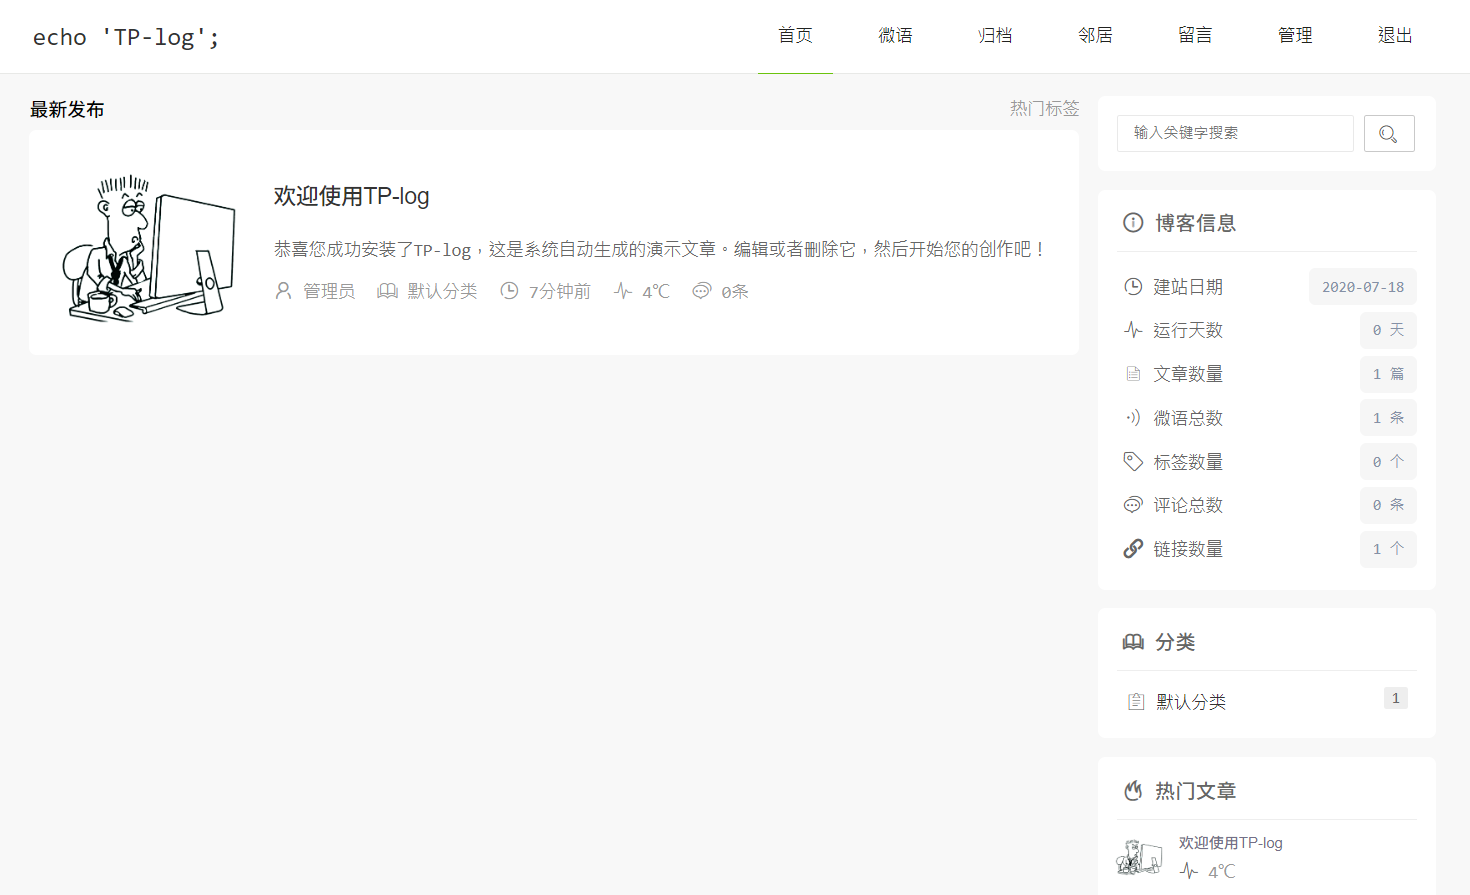 echo 'TP-log';
首页 微语 归档 邻居 留言 管理 退出
最新发布 热门标签
欢迎使用TP-log
恭喜您成功安装了TP-log，这是系统自动生成的演示文章。编辑或者删除它，然后开始您的创作吧！
管理员 默认分类 7分钟前 4℃ 0条
输入关键字搜索
博客信息
建站日期 2020-07-18
运行天数 0 天
文章数量 1 篇
微语总数 1 条
标签数量 0 个
评论总数 0 条
链接数量 1 个
分类
默认分类 1
热门文章
欢迎使用TP-log
4℃